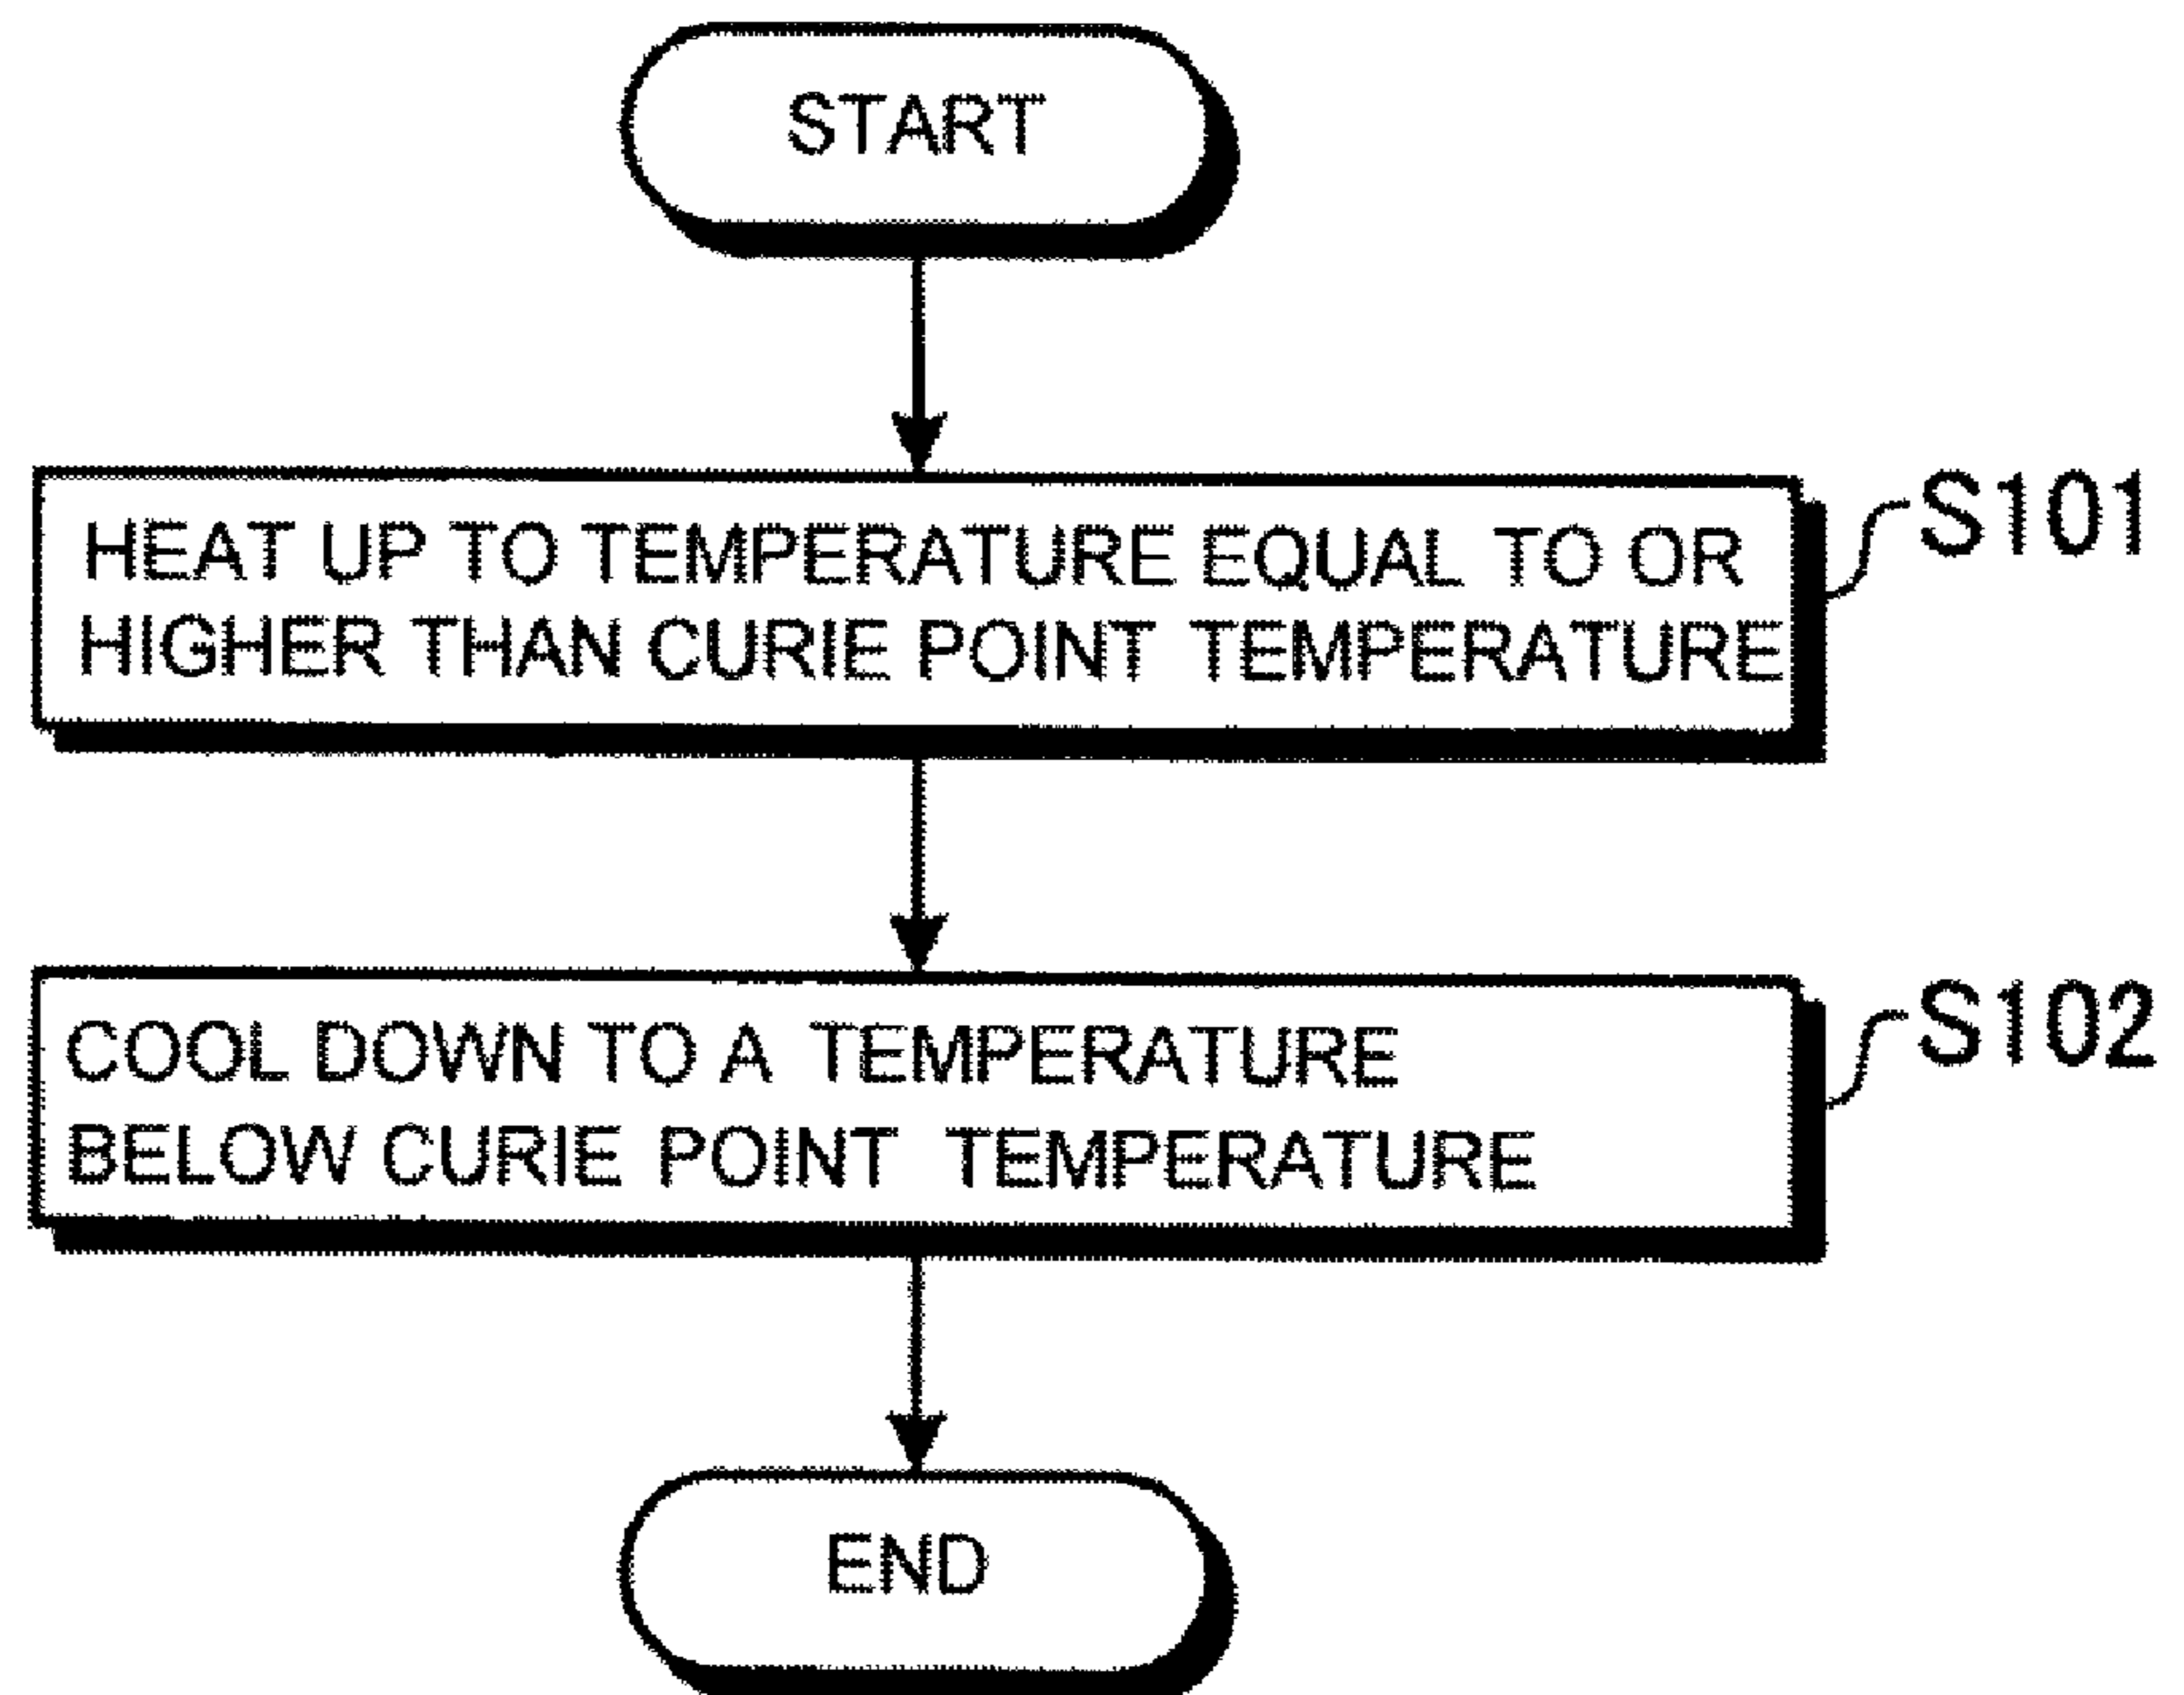 START
HEAT UP TO TEMPERATURE EQUAL TO OR
HIGHER THAN CURIE POINT TEMPERATURE
S101
COOL DOWN TO A TEMPERATURE
BELOW CURIE POINT TEMPERATURE
S102
END